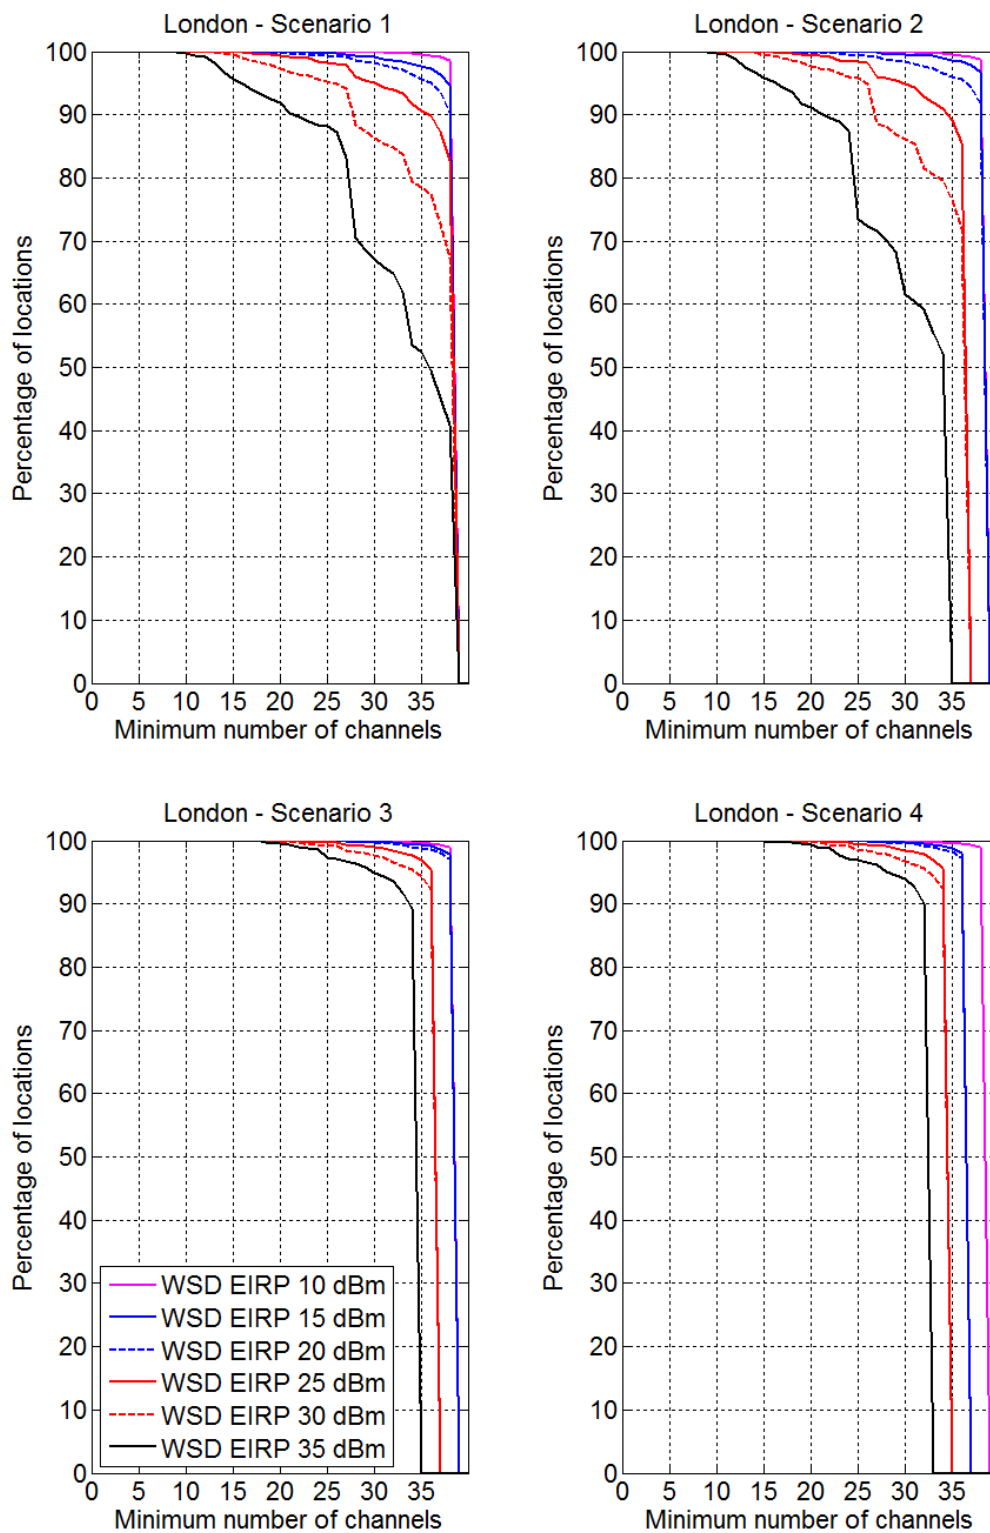 London - Scenario 1
100
90
80
70
60
50
40
30
20
10
0
Percentage of locations
0 5 10 15 20 25 30 35
Minimum number of channels
London - Scenario 2
100
90
80
70
60
50
40
30
20
10
0
Percentage of locations
0 5 10 15 20 25 30 35
Minimum number of channels
London - Scenario 3
100
90
80
70
60
50
40
30
20
10
0
Percentage of locations
WSD EIRP 10 dBm
WSD EIRP 15 dBm
WSD EIRP 20 dBm
WSD EIRP 25 dBm
WSD EIRP 30 dBm
WSD EIRP 35 dBm
0 5 10 15 20 25 30 35
Minimum number of channels
London - Scenario 4
100
90
80
70
60
50
40
30
20
10
0
Percentage of locations
0 5 10 15 20 25 30 35
Minimum number of channels